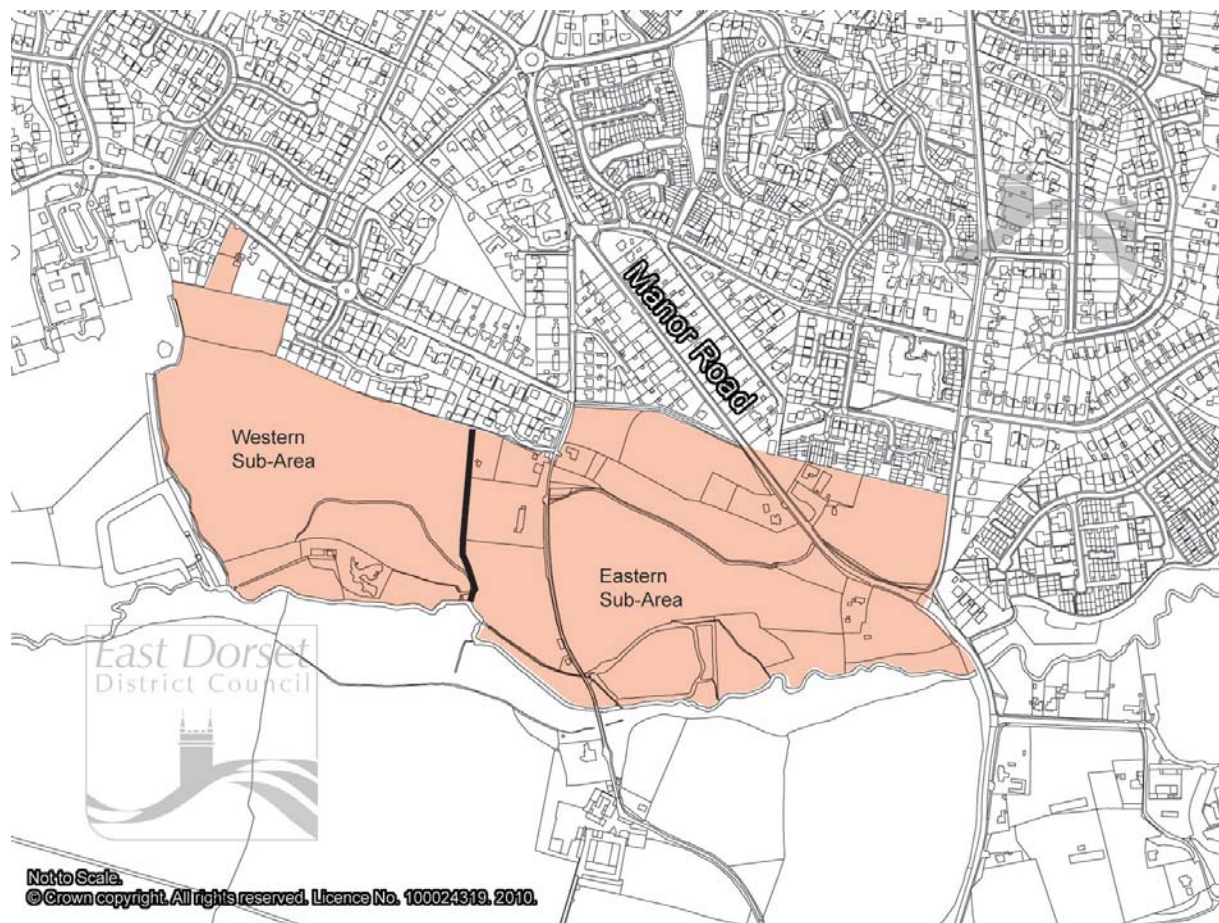 Manor Road
Western
Sub-Area
Eastern
Sub-Area
East Dorset
District Council
Not to Scale.
© Crown copyright. All rights reserved. Licence No. 100024319. 2010.